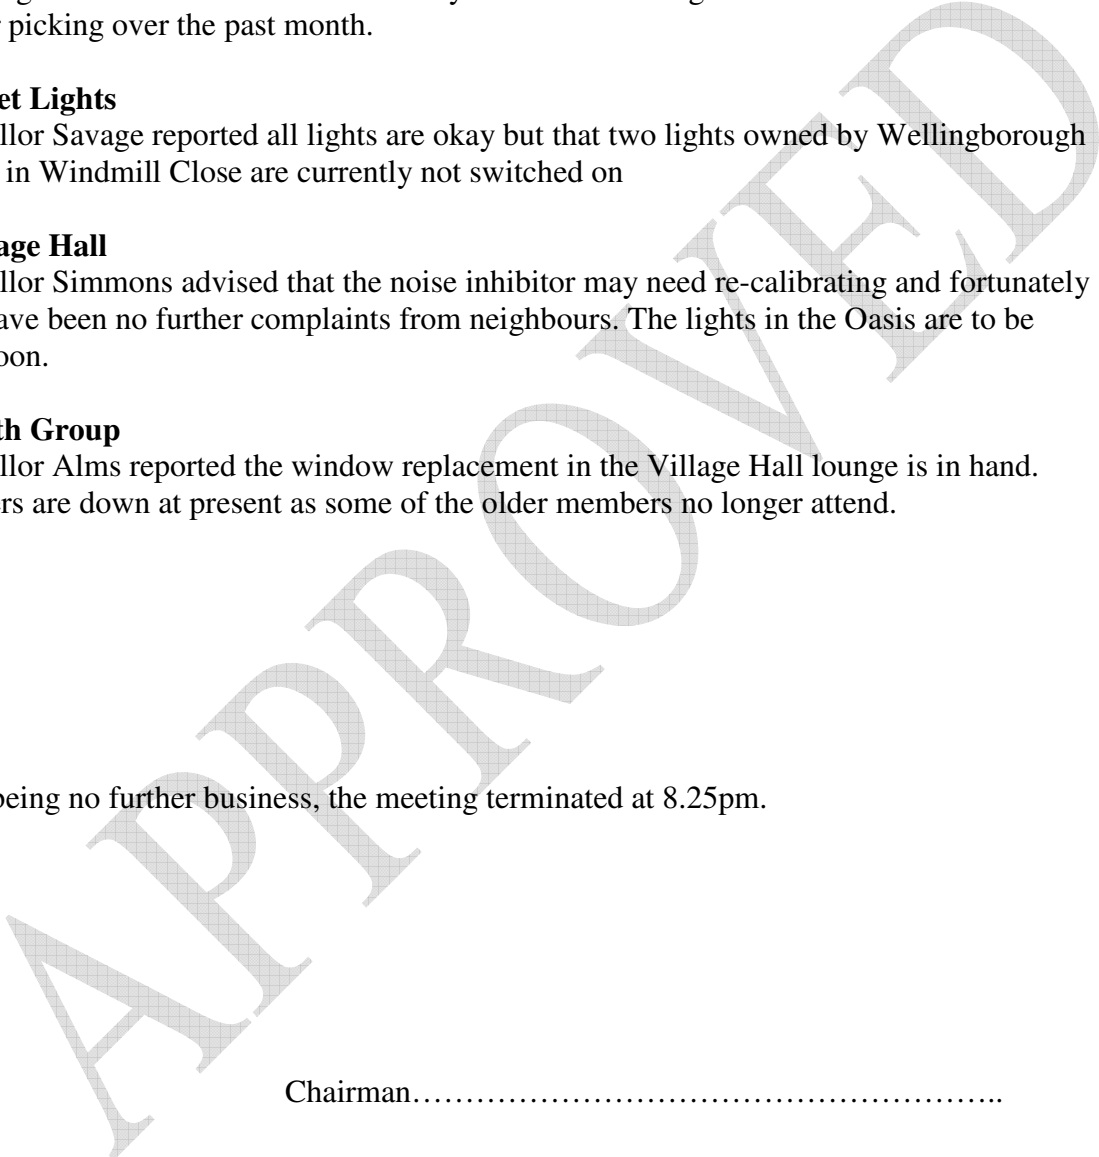 picking over the past month.
et Lights
llor Savage reported all lights are okay but that two lights owned by Wellingborough
in Windmill Close are currently not switched on
age Hall
llor Simmons advised that the noise inhibitor may need re-calibrating and fortunately
ave been no further complaints from neighbours. The lights in the Oasis are to be
oon.
th Group
llor Alms reported the window replacement in the Village Hall lounge is in hand.
ers are down at present as some of the older members no longer attend.
being no further business, the meeting terminated at 8.25pm.
Chairman…………………………………………………..
APPROVED